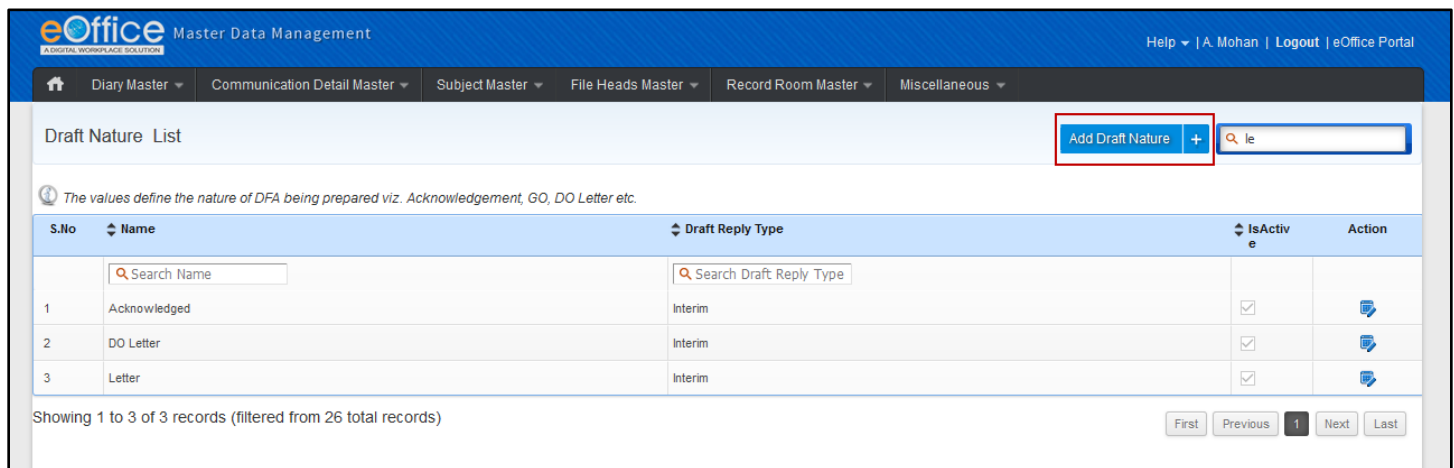 eOffice Master Data Management
A DIGITAL WORKPLACE SOLUTION
Help | A. Mohan | Logout | eOffice Portal
Diary Master Communication Detail Master Subject Master File Heads Master Record Room Master Miscellaneous
Draft Nature List Add Draft Nature + le
The values define the nature of DFA being prepared viz. Acknowledgement, GO, DO Letter etc.
S.No Name Draft Reply Type IsActiv Action
e
Search Name Search Draft Reply Type
1 Acknowledged Interim
2 DO Letter Interim
3 Letter Interim
Showing 1 to 3 of 3 records (filtered from 26 total records) First Previous 1 Next Last